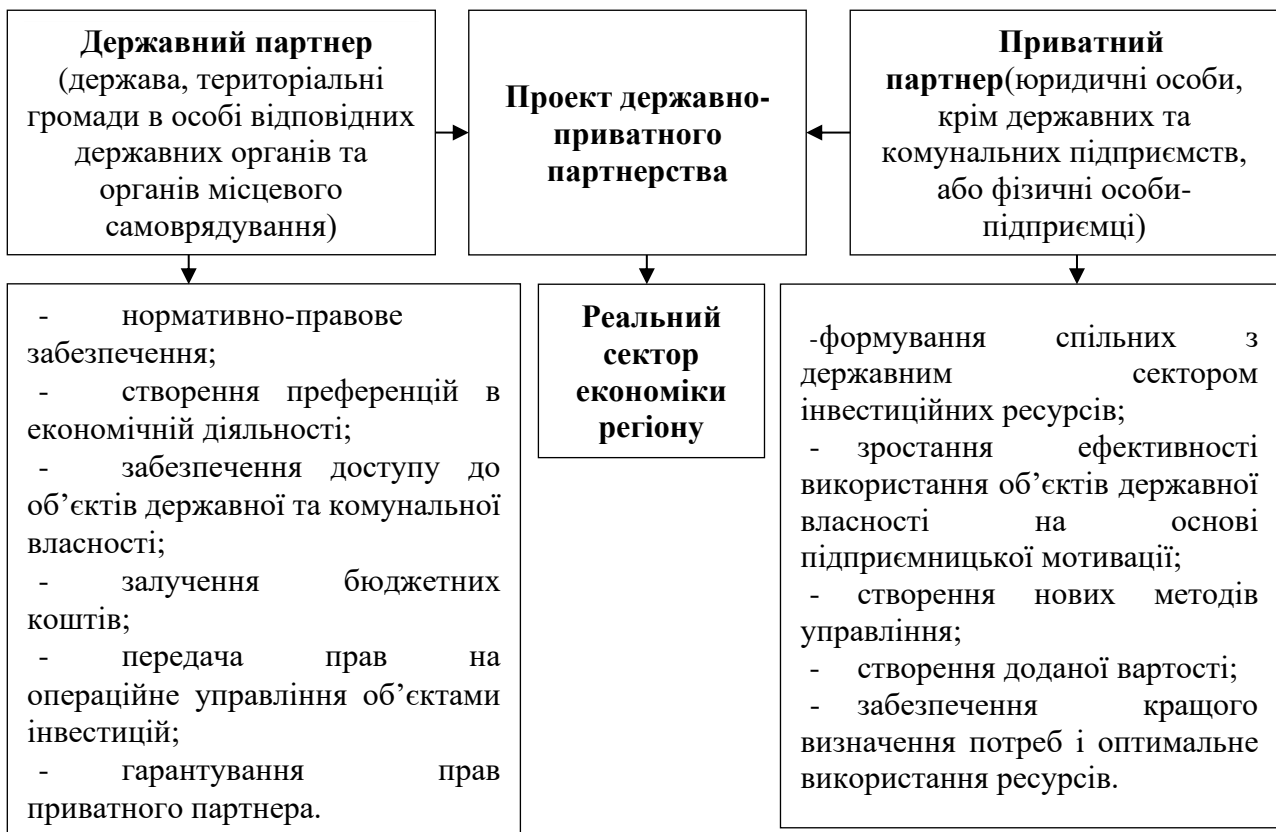 Державний партнер
(держава, територіальні
громади в особі відповідних
державних органів та
органів місцевого
самоврядування)
Проект державно-
приватного
партнерства
Приватний
партнер(юридичні особи,
крім державних та
комунальних підприємств,
або фізичні особи-
підприємці)
- нормативно-правове
забезпечення;
- створення преференцій в
економічній діяльності;
- забезпечення доступу до
об’єктів державної та комунальної
власності;
- залучення бюджетних
коштів;
- передача прав на
операційне управління об’єктами
інвестицій;
- гарантування прав
приватного партнера.
Реальний
сектор
економіки
регіону
-формування спільних з
державним сектором
інвестиційних ресурсів;
- зростання ефективності
використання об’єктів державної
власності на основі
підприємницької мотивації;
- створення нових методів
управління;
- створення доданої вартості;
- забезпечення кращого
визначення потреб і оптимальне
використання ресурсів.